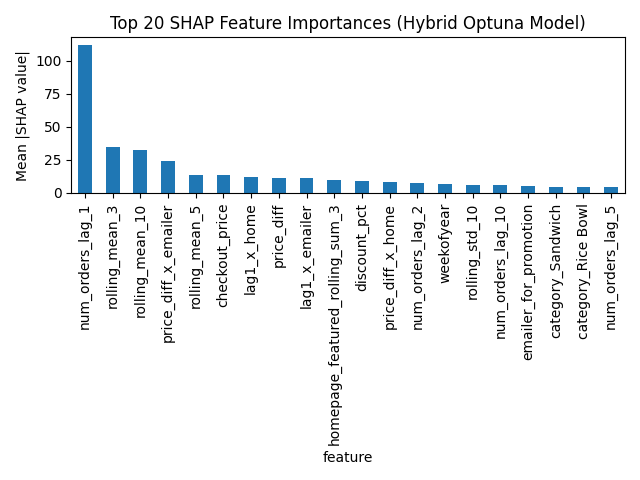 Top 20 SHAP Feature Importances (Hybrid Optuna Model)
Mean |SHAP value|
100
75
50
25
0
num_orders_lag_1
rolling_mean_3
rolling_mean_10
price_diff_x_emailer
rolling_mean_5
checkout_price
lag1_x_home
price_diff
lag1_x_emailer
homepage_featured_rolling_sum_3
discount_pct
price_diff_x_home
num_orders_lag_2
weekofyear
rolling_std_10
num_orders_lag_10
emailer_for_promotion
category_Sandwich
category_Rice Bowl
num_orders_lag_5
feature